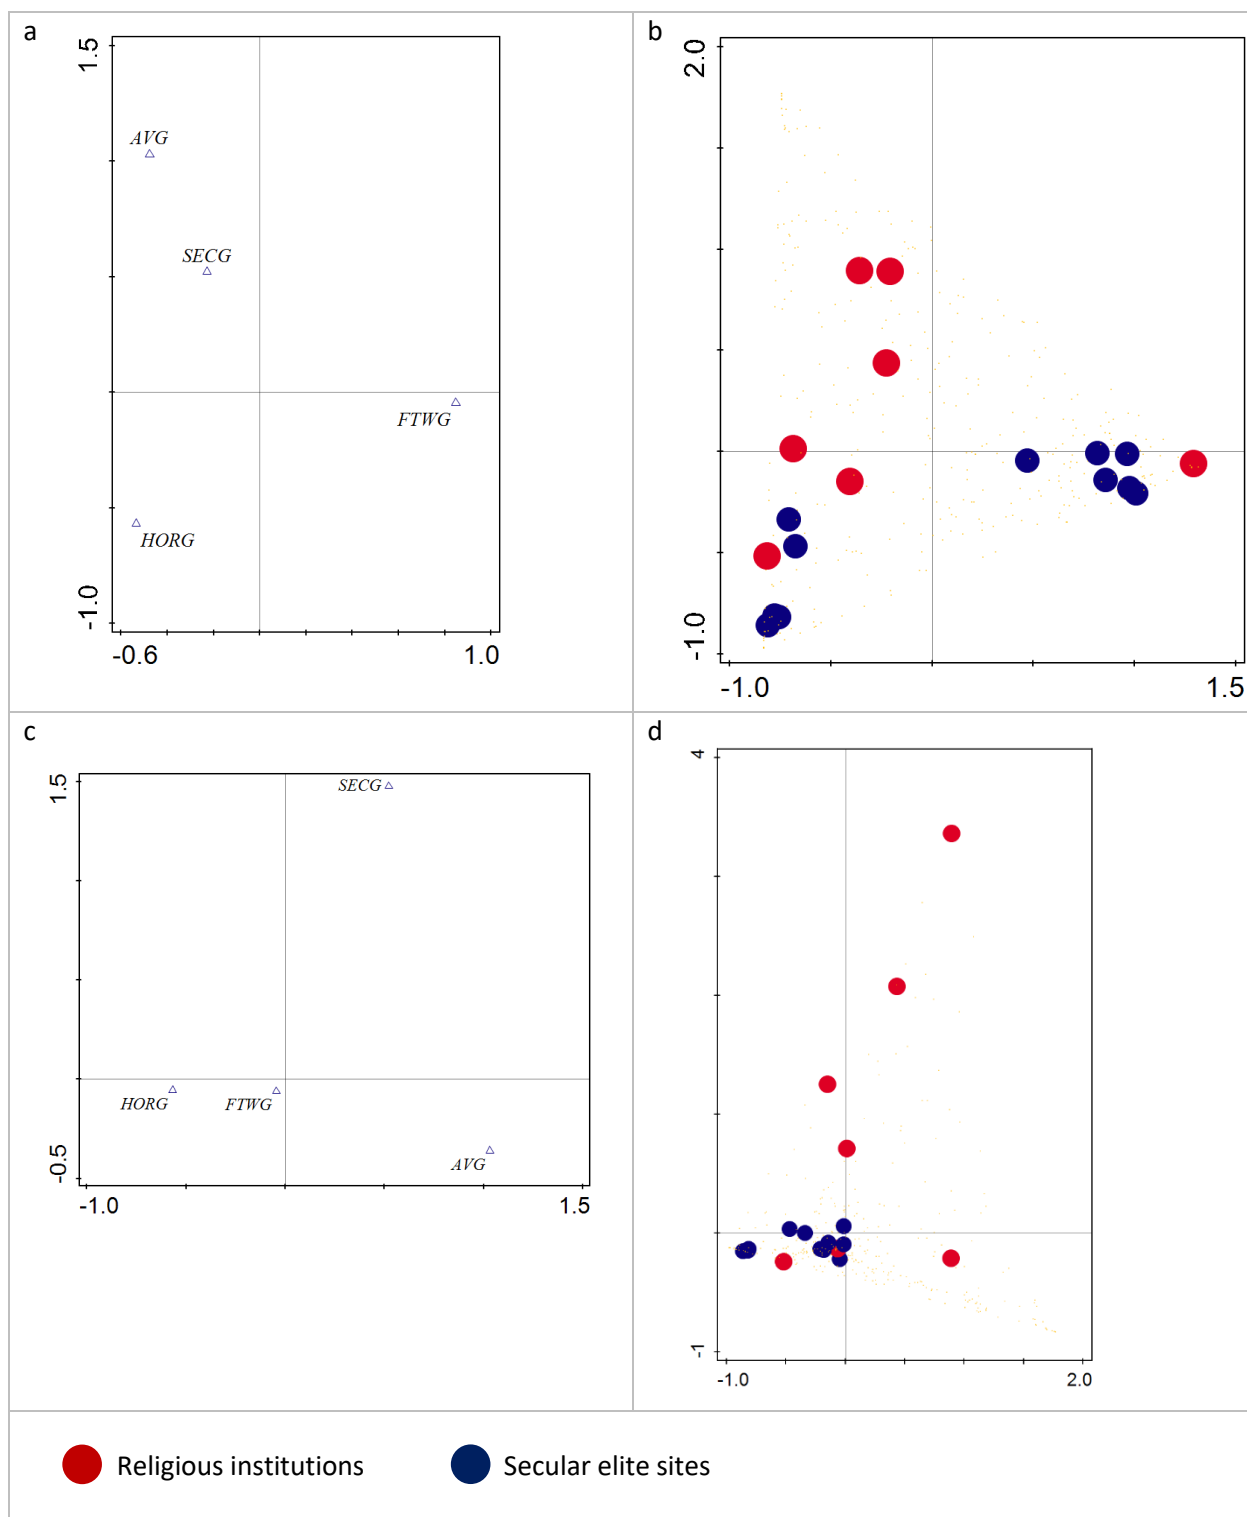 a
1.5
AVG
SECG
FTWG
HORG
-1.0
-0.6 1.0
b
2.0
-1.0
-1.0 1.5
c
1.5
SECG
HORG FTWG
AVG
-0.5
-1.0 1.5
d
4
-1
-1.0 2.0
Religious institutions Secular elite sites